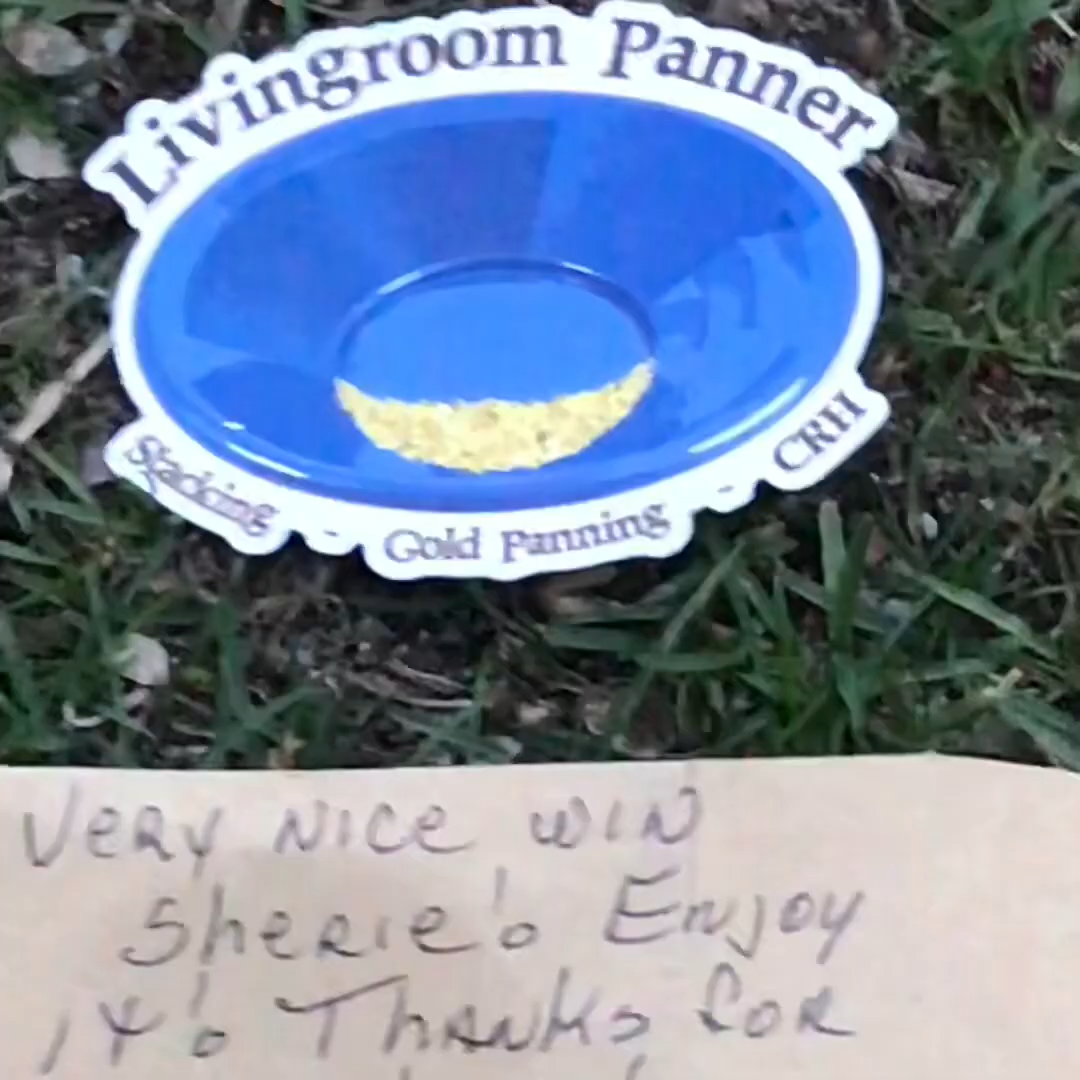 Livingroom Panner
Stacking - Gold Panning - CRH
Very Nice win
Sherie! Enjoy
it! Thanks for